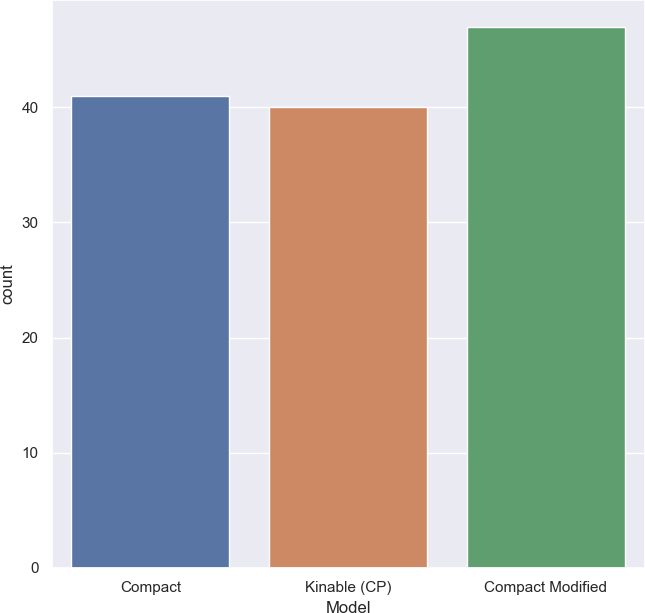 count
40
30
20
10
0
Compact
Kinable (CP)
Compact Modified
Model